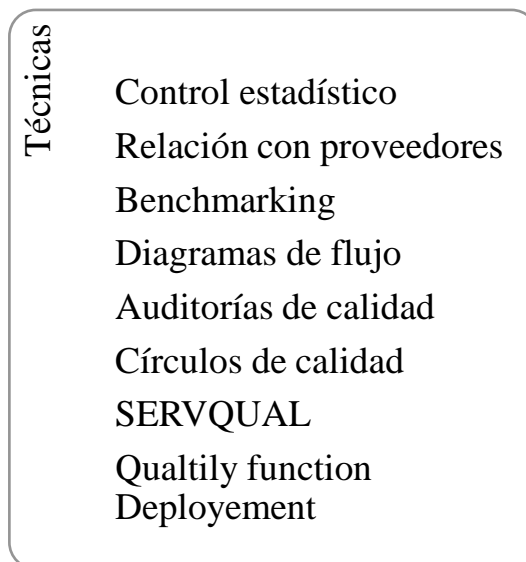 Técnicas
Control estadístico
Relación con proveedores
Benchmarking
Diagramas de flujo
Auditorías de calidad
Círculos de calidad
SERVQUAL
Qualtily function
Deployement